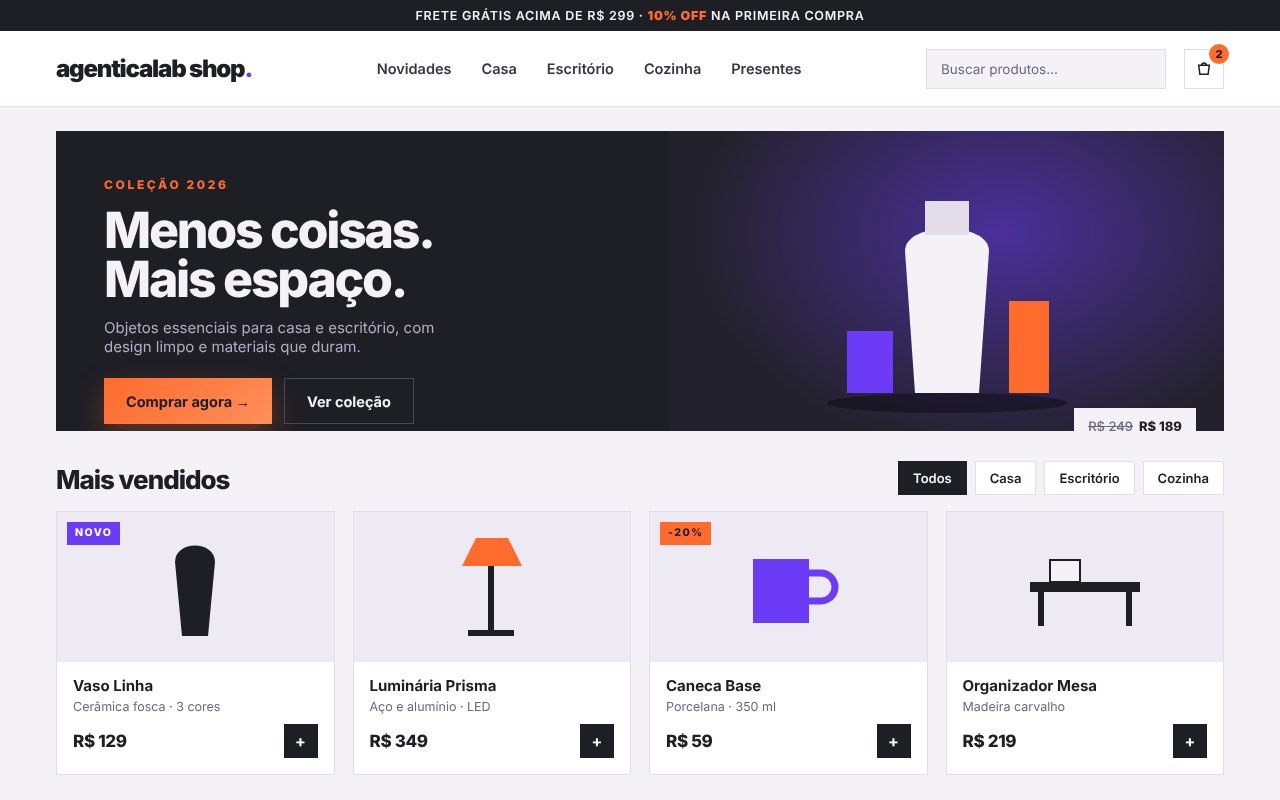 FRETE GRÁTIS ACIMA DE R$ 299 · 10% OFF NA PRIMEIRA COMPRA
agenticalab shop.
Novidades
Casa
Escritório
Cozinha
Presentes
Buscar produtos...
2
COLEÇÃO 2026
Menos coisas.
Mais espaço.
Objetos essenciais para casa e escritório, com
design limpo e materiais que duram.
Comprar agora →
Ver coleção
R$ 249 R$ 189
Mais vendidos
Todos
Casa
Escritório
Cozinha
NOVO
Vaso Linha
Cerâmica fosca · 3 cores
R$ 129
+
Luminária Prisma
Aço e alumínio · LED
R$ 349
+
-20%
Caneca Base
Porcelana · 350 ml
R$ 59
+
Organizador Mesa
Madeira carvalho
R$ 219
+